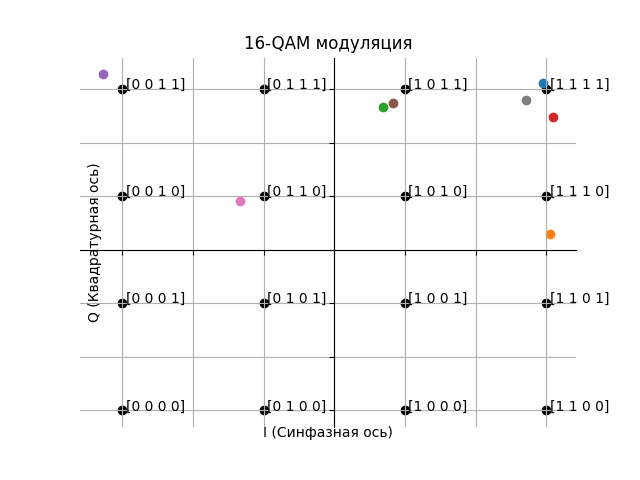 16-QAM модуляция
[0 0 1 1] [0 1 1 1] [1 0 1 1] [1 1 1 1]
[0 0 1 0] [0 1 1 0] [1 0 1 0] [1 1 1 0]
Q (Квадратурная ось)
[0 0 0 1] [0 1 0 1] [1 0 0 1] [1 1 0 1]
[0 0 0 0] [0 1 0 0] [1 0 0 0] [1 1 0 0]
I (Синфазная ось)